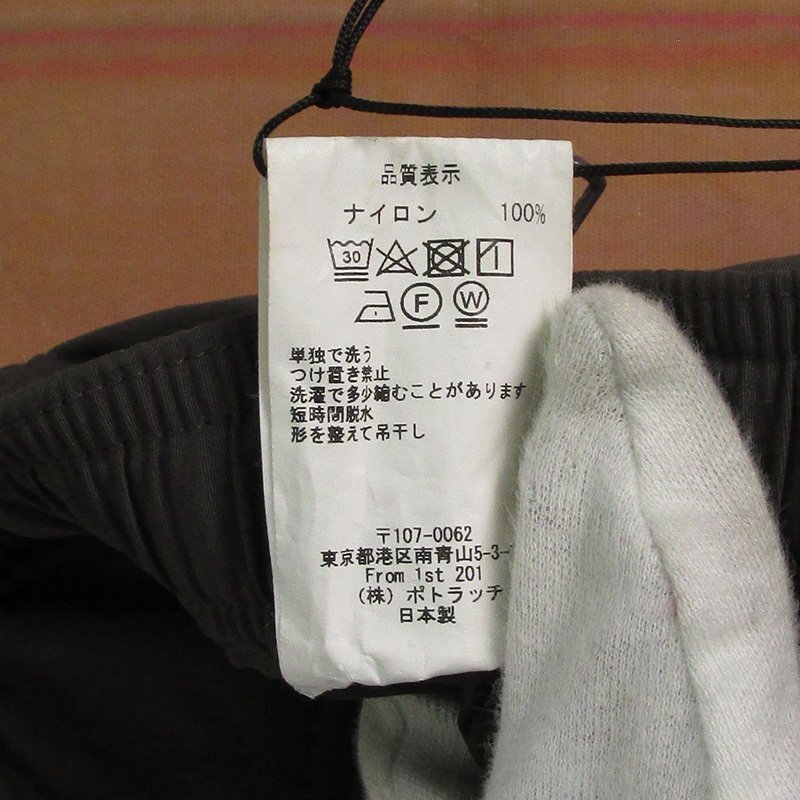 品質表示
ナイロン 100%
30
F W
単独で洗う
つけ置き禁止
洗濯で多少縮むことがあります
短時間脱水
形を整えて吊干し
〒107-0062
東京都港区南青山5-3-
From 1st 201
(株) ポトラッチ
日本製